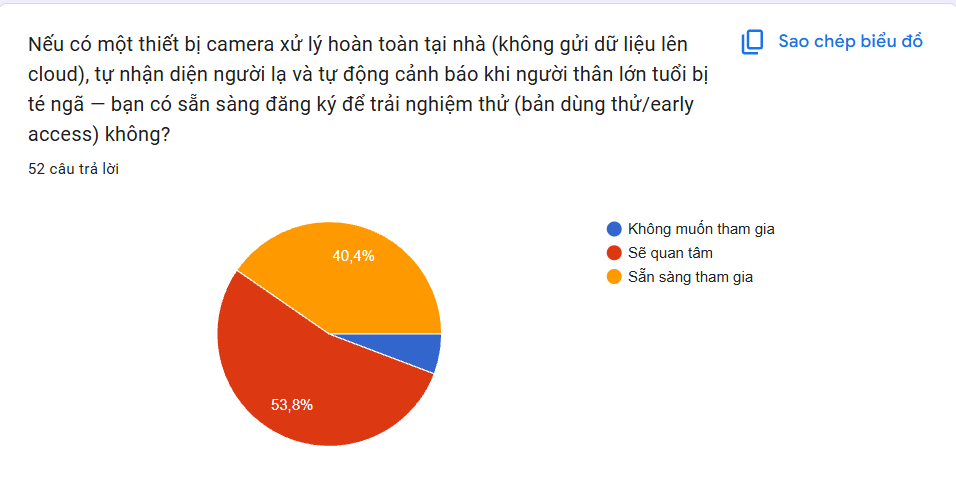 Nếu có một thiết bị camera xử lý hoàn toàn tại nhà (không gửi dữ liệu lên
cloud), tự nhận diện người lạ và tự động cảnh báo khi người thân lớn tuổi bị
té ngã — bạn có sẵn sàng đăng ký để trải nghiệm thử (bản dùng thử/early
access) không?
Sao chép biểu đồ
52 câu trả lời
Không muốn tham gia
Sẽ quan tâm
Sẵn sàng tham gia
40,4%
53,8%